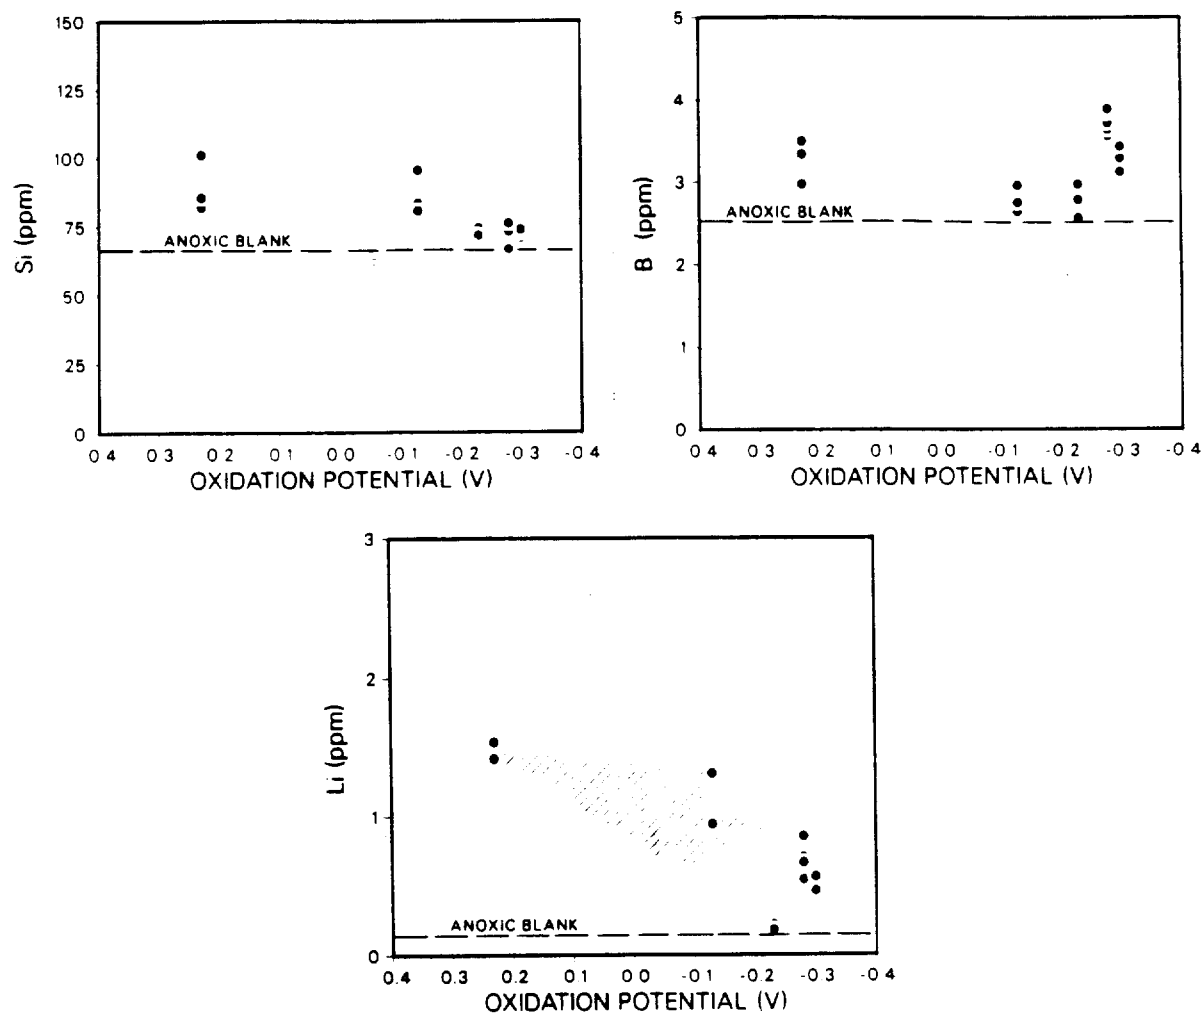 150
125
100
75
50
25
0
Si (ppm)
ANOXIC BLANK
0 4 0 3 0 2 0 1 0 0 -0 1 -0 2 -0 3 -0 4
OXIDATION POTENTIAL (V)
5
4
3
2
1
0
B (ppm)
ANOXIC BLANK
0 4 0 3 0 2 0 1 0 0 -0 1 -0 2 -0 3 -0 4
OXIDATION POTENTIAL (V)
3
2
1
0
Li (ppm)
ANOXIC BLANK
0.4 0.3 0.2 0 1 0 0 -0 1 -0 2 -0 3 -0 4
OXIDATION POTENTIAL (V)